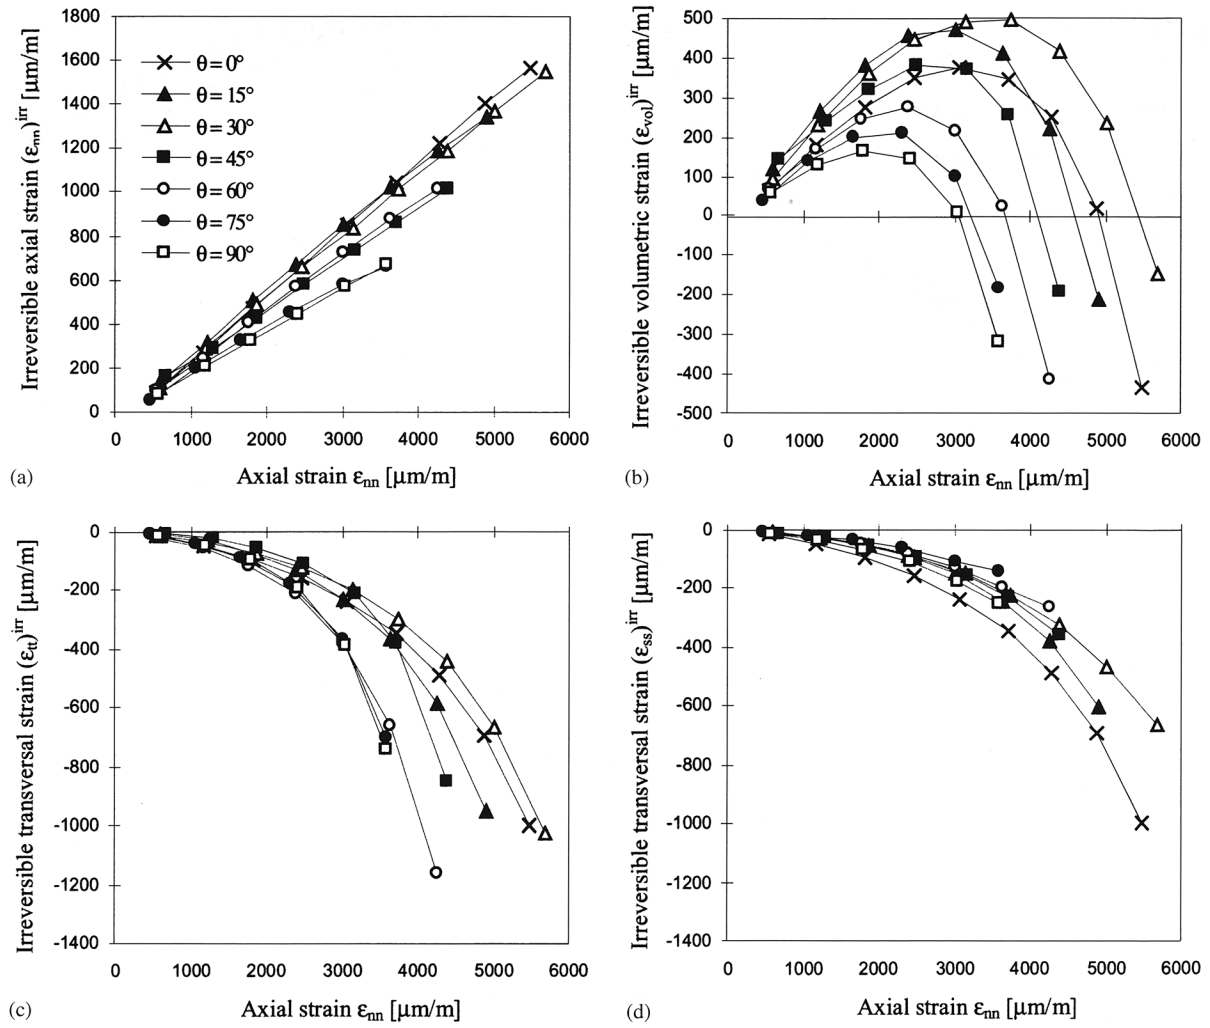 1800
1600
1400
1200
1000
800
600
400
200
0
0 1000 2000 3000 4000 5000 6000
Irreversible axial strain (εnn)irr [μm/m]
θ = 0°
θ = 15°
θ = 30°
θ = 45°
θ = 60°
θ = 75°
θ = 90°
Axial strain εnn [μm/m]
(a)
500
400
300
200
100
0
-100
-200
-300
-400
-500
0 1000 2000 3000 4000 5000 6000
Irreversible volumetric strain (εvol)irr [μm/m]
Axial strain εnn [μm/m]
(b)
0
-200
-400
-600
-800
-1000
-1200
-1400
0 1000 2000 3000 4000 5000 6000
Irreversible transversal strain (εtt)irr [μm/m]
Axial strain εnn [μm/m]
(c)
0
-200
-400
-600
-800
-1000
-1200
-1400
0 1000 2000 3000 4000 5000 6000
Irreversible transversal strain (εss)irr [μm/m]
Axial strain εnn [μm/m]
(d)